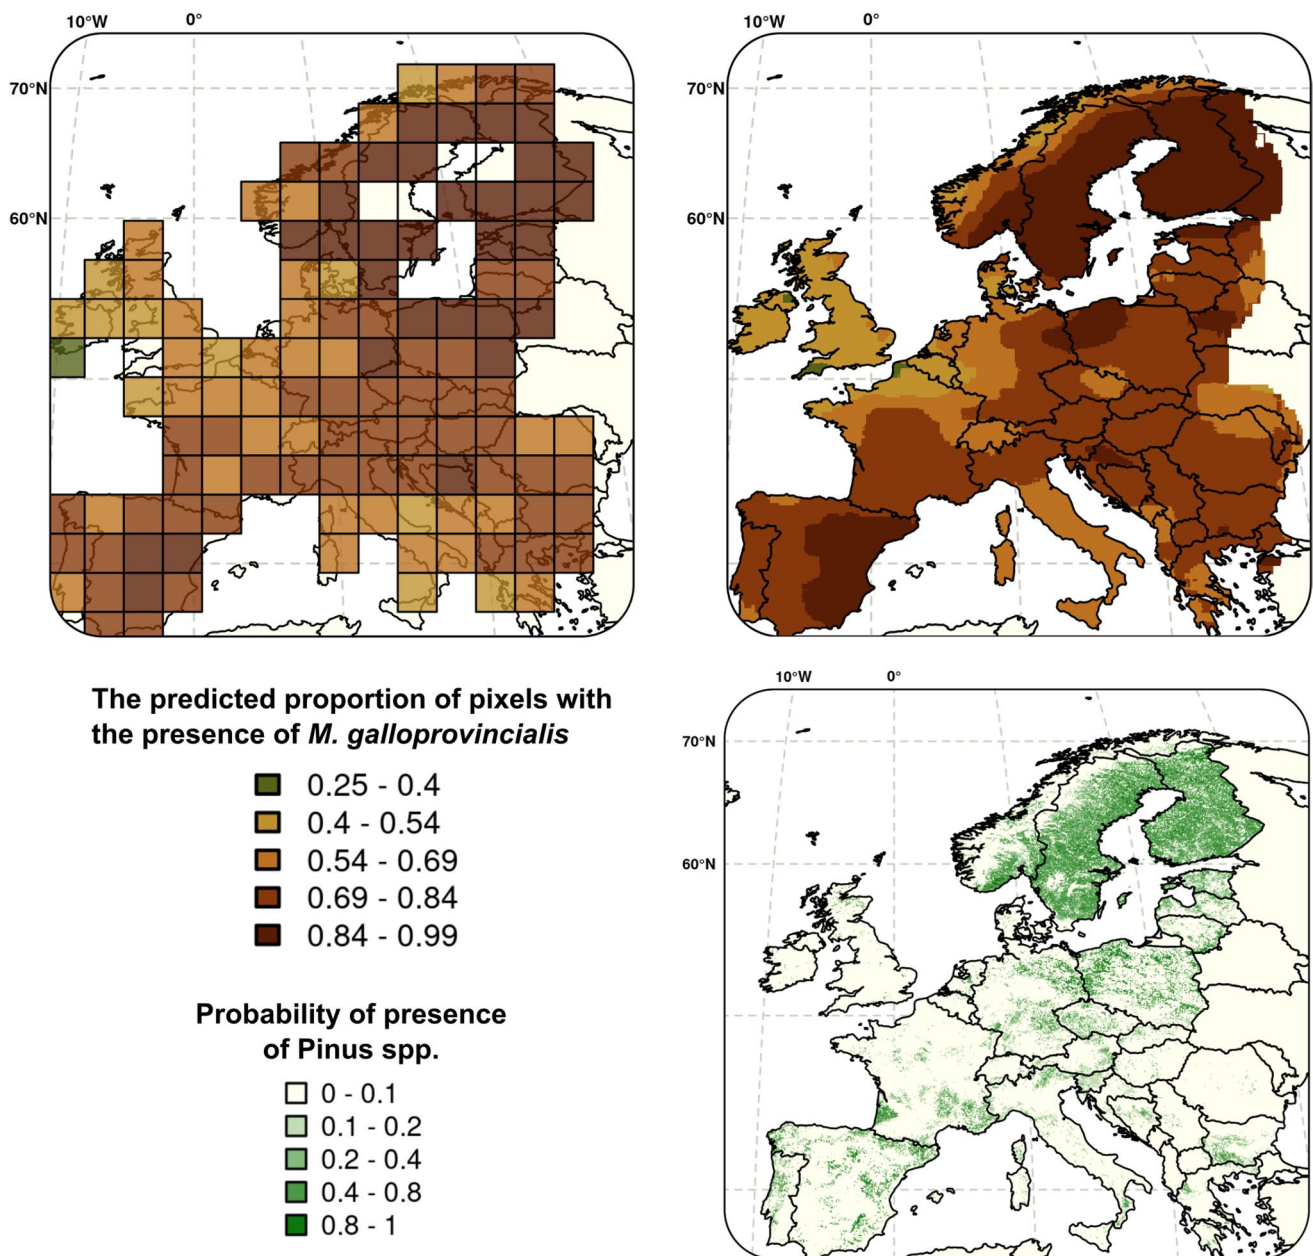 10°W 0°
10°W 0°
70°N
70°N
60°N
60°N
The predicted proportion of pixels with
the presence of M. galloprovincialis
0.25 - 0.4
0.4 - 0.54
0.54 - 0.69
0.69 - 0.84
0.84 - 0.99
10°W 0°
70°N
60°N
Probability of presence
of Pinus spp.
0 - 0.1
0.1 - 0.2
0.2 - 0.4
0.4 - 0.8
0.8 - 1